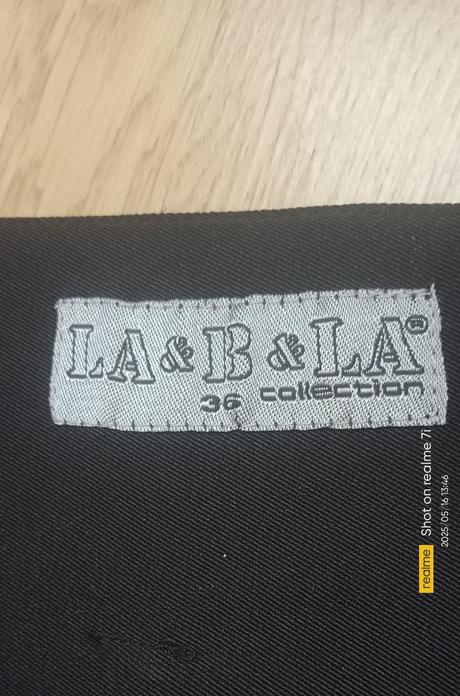 LA&B&LA®
36 collection
realme Shot on realme 7i
2025/05/16 13:46